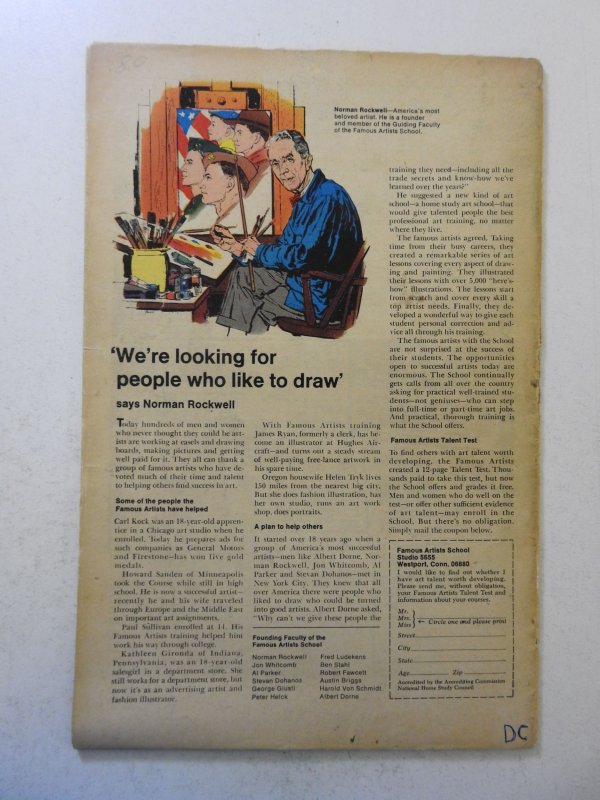 80
Norman Rockwell—America's most
beloved artist. He is a founder
and member of the Guiding Faculty
of the Famous Artists School.
'We're looking for
people who like to draw'
says Norman Rockwell
Today hundreds of men and women
who never thought they could be art-
ists are working at easels and drawing
boards, making pictures and getting
well paid for it. They all can thank a
group of famous artists who have de-
voted much of their time and talent
to helping others find success in art.
Some of the people the
Famous Artists have helped
Carl Kock was an 18-year-old appren-
tice in a Chicago art studio when he
enrolled. Today he prepares ads for
such companies as General Motors
and Firestone—has won five gold
medals.
Howard Sanden of Minneapolis
took the Course while still in high
school. He is now a successful artist—
recently he and his wife traveled
through Europe and the Middle East
on important art assignments.
Paul Sullivan enrolled at 41. His
Famous Artists training helped him
work his way through college.
Kathleen Gironda of Indiana,
Pennsylvania, was an 18-year-old
salesgirl in a department store. She
still works for a department store, but
now it's as an advertising artist and
fashion illustrator.
With Famous Artists training
James Ryan, formerly a clerk, has be-
come an illustrator at Hughes Air-
craft—and turns out a steady stream
of well-paying free-lance artwork in
his spare time.
Oregon housewife Helen Tryk lives
150 miles from the nearest big city.
But she does fashion illustration, has
her own studio, runs an art work
shop, does portraits.
A plan to help others
It started over 18 years ago when a
group of America's most successful
artists—men like Albert Dorne, Nor-
man Rockwell, Jon Whitcomb, Al
Parker and Stevan Dohanos—met in
New York City. They knew that all
over America there were people who
liked to draw who could be turned
into good artists. Albert Dorne asked,
"Why can't we give these people the
Founding Faculty of the
Famous Artists School
Norman Rockwell
Jon Whitcomb
Al Parker
Stevan Dohanos
George Giusti
Peter Helck
Fred Ludekens
Ben Stahl
Robert Fawcett
Austin Briggs
Harold Von Schmidt
Albert Dorne
training they need—including all the
trade secrets and know-how we've
learned over the years?"
He suggested a new kind of art
school—a home study art school—that
would give talented people the best
professional art training, no matter
where they live.
The famous artists agreed. Taking
time from their busy careers, they
created a remarkable series of art
lessons covering every aspect of draw-
ing and painting. They illustrated
their lessons with over 5,000 "here's-
how" illustrations. The lessons start
from scratch and cover every skill a
top artist needs. Finally, they de-
veloped a wonderful way to give each
student personal correction and ad-
vice all through his training.
The famous artists with the School
are not surprised at the success of
their students. The opportunities
open to successful artists today are
enormous. The School continually
gets calls from all over the country
asking for practical well-trained stu-
dents—not geniuses—who can step
into full-time or part-time art jobs.
And practical, thorough training is
what the School offers.
Famous Artists Talent Test
To find others with art talent worth
developing, the Famous Artists
created a 12-page Talent Test. Thou-
sands paid to take this test, but now
the School offers and grades it free.
Men and women who do well on the
test—or offer other sufficient evidence
of art talent—may enroll in the
School. But there's no obligation.
Simply mail the coupon below.
Famous Artists School
Studio 5655
Westport, Conn. 06880
I would like to find out whether I
have art talent worth developing.
Please send me, without obligation,
your Famous Artists Talent Test and
information about your courses.
Mr.
Mrs.
Miss ← Circle one and please print
Street
City
State
Age Zip
Accredited by the Accrediting Commission
National Home Study Council
DC